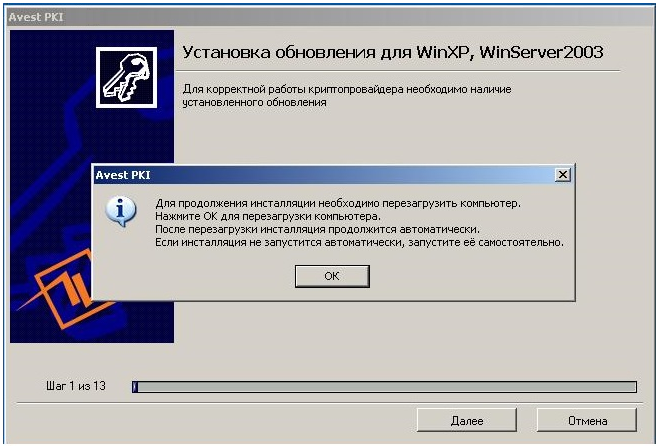 Avest PKI
Установка обновления для WinXP, WinServer2003
Для корректной работы криптопровайдера необходимо наличие
установленного обновления
Avest PKI
Для продолжения инсталляции необходимо перезагрузить компьютер.
Нажмите ОК для перезагрузки компьютера.
После перезагрузки инсталляция продолжится автоматически.
Если инсталляция не запустится автоматически, запустите её самостоятельно.
OK
Шаг 1 из 13
Далее
Отмена